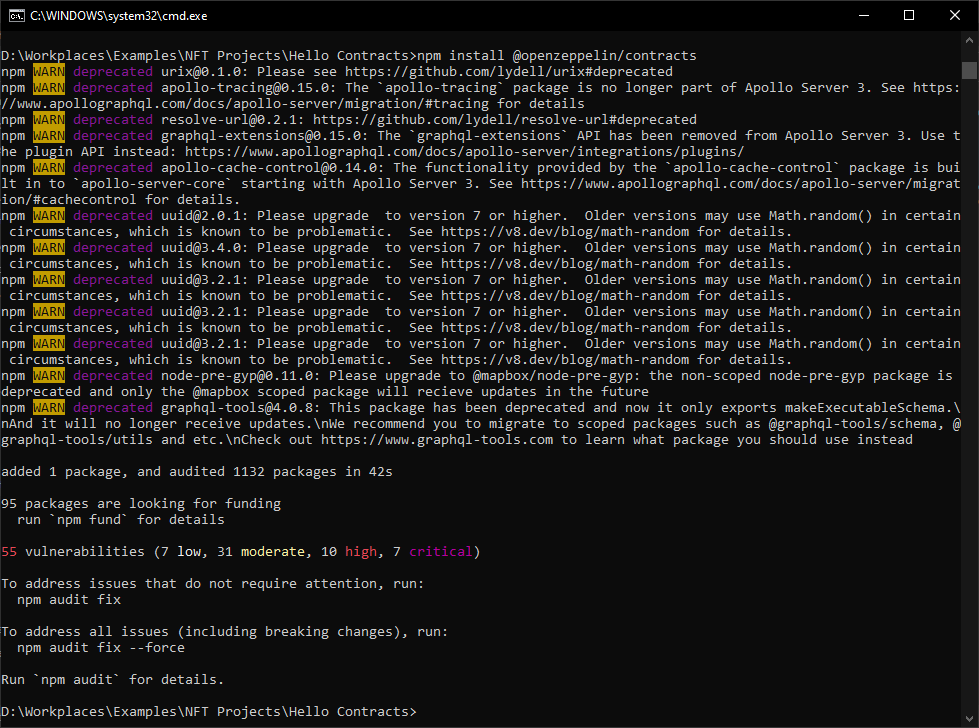 C:\WINDOWS\system32\cmd.exe
D:\Workplaces\Examples\NFT Projects\Hello Contracts>npm install @openzeppelin/contracts
npm WARN deprecated urix@0.1.0: Please see https://github.com/lydell/urix#deprecated
npm WARN deprecated apollo-tracing@0.15.0: The `apollo-tracing` package is no longer part of Apollo Server 3. See https:
//www.apollographql.com/docs/apollo-server/migration/#tracing for details
npm WARN deprecated resolve-url@0.2.1: https://github.com/lydell/resolve-url#deprecated
npm WARN deprecated graphql-extensions@0.15.0: The `graphql-extensions` API has been removed from Apollo Server 3. Use t
he plugin API instead: https://www.apollographql.com/docs/apollo-server/integrations/plugins/
npm WARN deprecated apollo-cache-control@0.14.0: The functionality provided by the `apollo-cache-control` package is bui
lt in to `apollo-server-core` starting with Apollo Server 3. See https://www.apollographql.com/docs/apollo-server/migrat
ion/#cachecontrol for details.
npm WARN deprecated uuid@2.0.1: Please upgrade  to version 7 or higher.  Older versions may use Math.random() in certain
 circumstances, which is known to be problematic.  See https://v8.dev/blog/math-random for details.
npm WARN deprecated uuid@3.4.0: Please upgrade  to version 7 or higher.  Older versions may use Math.random() in certain
 circumstances, which is known to be problematic.  See https://v8.dev/blog/math-random for details.
npm WARN deprecated uuid@3.2.1: Please upgrade  to version 7 or higher.  Older versions may use Math.random() in certain
 circumstances, which is known to be problematic.  See https://v8.dev/blog/math-random for details.
npm WARN deprecated uuid@3.2.1: Please upgrade  to version 7 or higher.  Older versions may use Math.random() in certain
 circumstances, which is known to be problematic.  See https://v8.dev/blog/math-random for details.
npm WARN deprecated uuid@3.2.1: Please upgrade  to version 7 or higher.  Older versions may use Math.random() in certain
 circumstances, which is known to be problematic.  See https://v8.dev/blog/math-random for details.
npm WARN deprecated node-pre-gyp@0.11.0: Please upgrade to @mapbox/node-pre-gyp: the non-scoped node-pre-gyp package is
deprecated and only the @mapbox scoped package will recieve updates in the future
npm WARN deprecated graphql-tools@4.0.8: This package has been deprecated and now it only exports makeExecutableSchema.\
nAnd it will no longer receive updates.\nWe recommend you to migrate to scoped packages such as @graphql-tools/schema, @
graphql-tools/utils and etc.\nCheck out https://www.graphql-tools.com to learn what package you should use instead
added 1 package, and audited 1132 packages in 42s
95 packages are looking for funding
  run `npm fund` for details
55 vulnerabilities (7 low, 31 moderate, 10 high, 7 critical)
To address issues that do not require attention, run:
  npm audit fix
To address all issues (including breaking changes), run:
  npm audit fix --force
Run `npm audit` for details.
D:\Workplaces\Examples\NFT Projects\Hello Contracts>